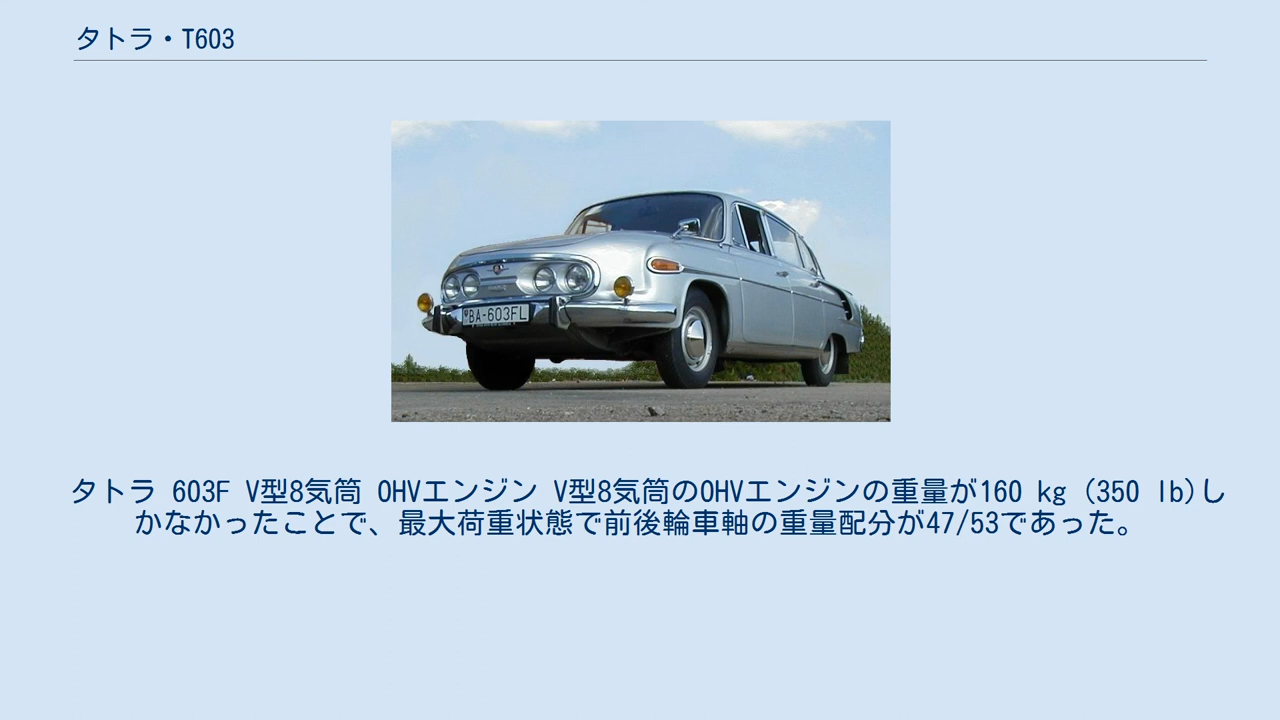 タトラ・T603
BA-603FL
タトラ 603F V型8気筒 OHVエンジン V型8気筒のOHVエンジンの重量が160 kg (350 lb)し
かなかったことで、最大荷重状態で前後輪車軸の重量配分が47/53であった。